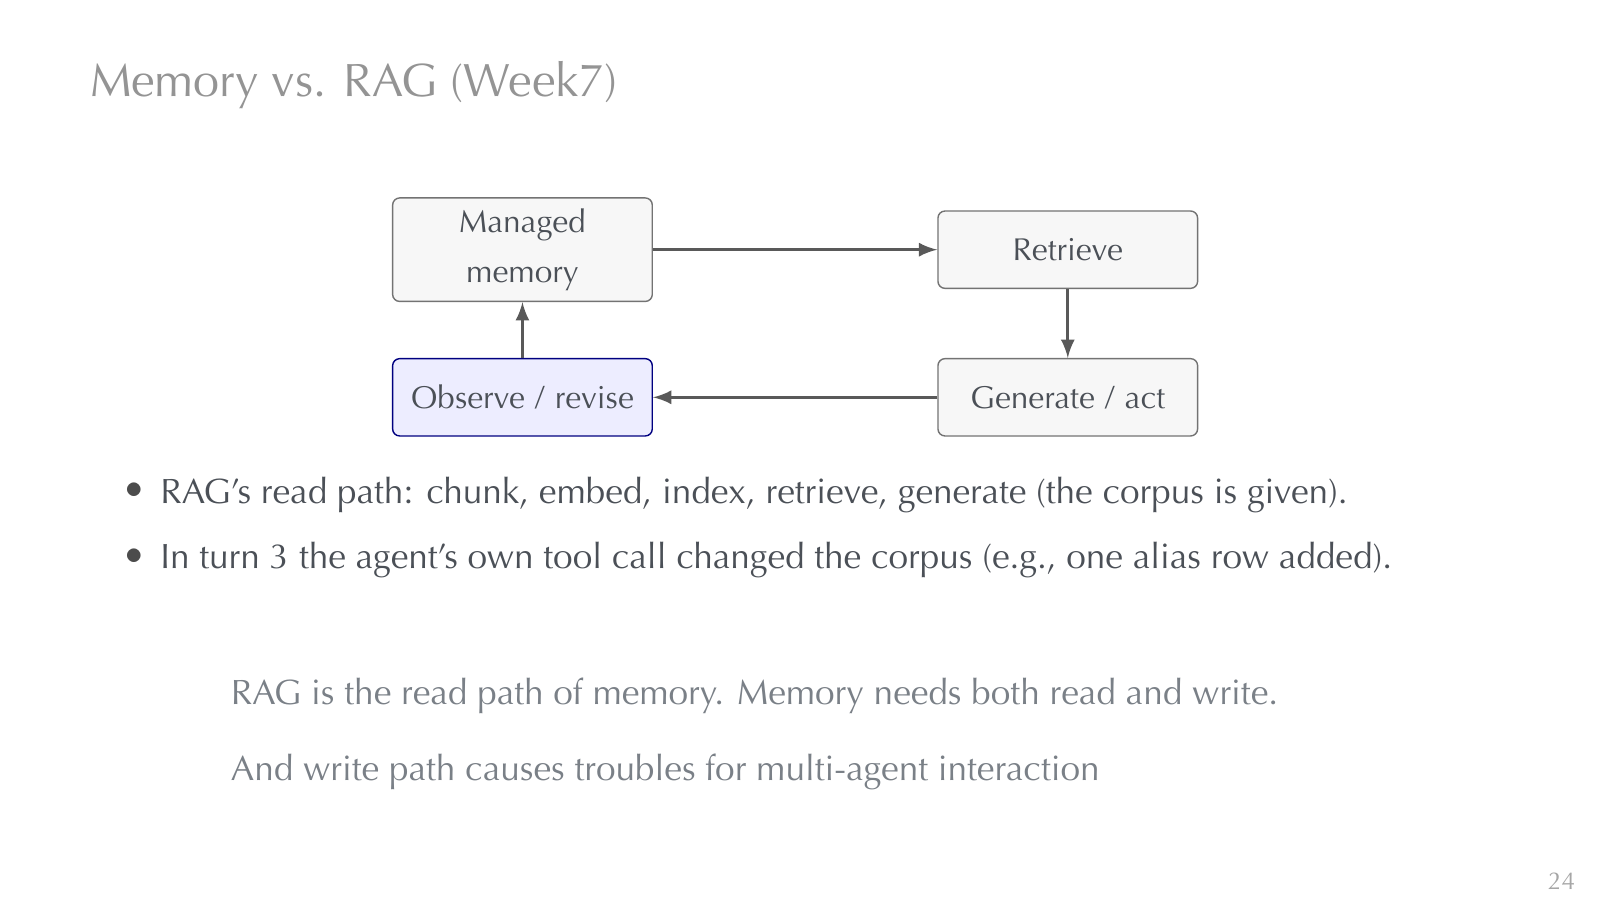 Memory vs. RAG (Week7)
Managed
memory
Retrieve
Observe / revise
Generate / act
• RAG’s read path: chunk, embed, index, retrieve, generate (the corpus is given).
• In turn 3 the agent’s own tool call changed the corpus (e.g., one alias row added).
RAG is the read path of memory. Memory needs both read and write.
And write path causes troubles for multi-agent interaction
24